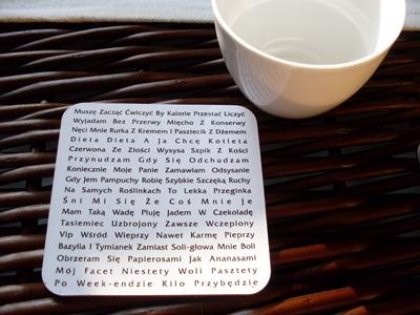 Muszę Zacząć Ćwiczyć By Kalorie Przestać Liczyć
Wyjadam Bez Przerwy Mięcho Z Konserwy
Nęci Mnie Rurka Z Kremem I Pasztecik Z Dżemem
Dieta Dieta A Ja Chcę Kotleta
Czerwona Ze Złości Wysysa Szpik Z Kości
Przynudzam Gdy Się Odchudzam
Koniecznie Moje Panie Zamawiam Odsysanie
Gdy Jem Pampuchy Robię Szybkie Szczęką Ruchy
Na Samych Roślinkach To Lekka Przeginka
Śni Mi Się Że Coś Mnie Je
Mam Taką Wadę Pluję Jadem W Czekoladę
Tasiemiec Uzbrojony Zawsze Wczepiony
Vip Wśród Wieprzy Nawet Karmę Pieprzy
Bazylia I Tymianek Zamiast Soli-głowa Mnie Boli
Obrzeram Się Papierosami Jak Ananasami
Mój Facet Niestety Woli Pasztety
Po Week-endzie Kilo Przybędzie